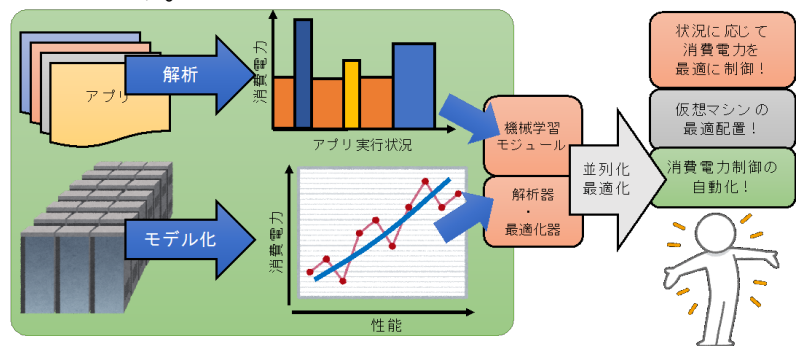 アプリ
解析
消費電力
アプリ実行状況
モデル化
消費電力
性能
機械学習
モジュール
解析器
・
最適化器
並列化
最適化
状況に応じて
消費電力を
最適に制御！
仮想マシンの
最適配置！
消費電力制御の
自動化！